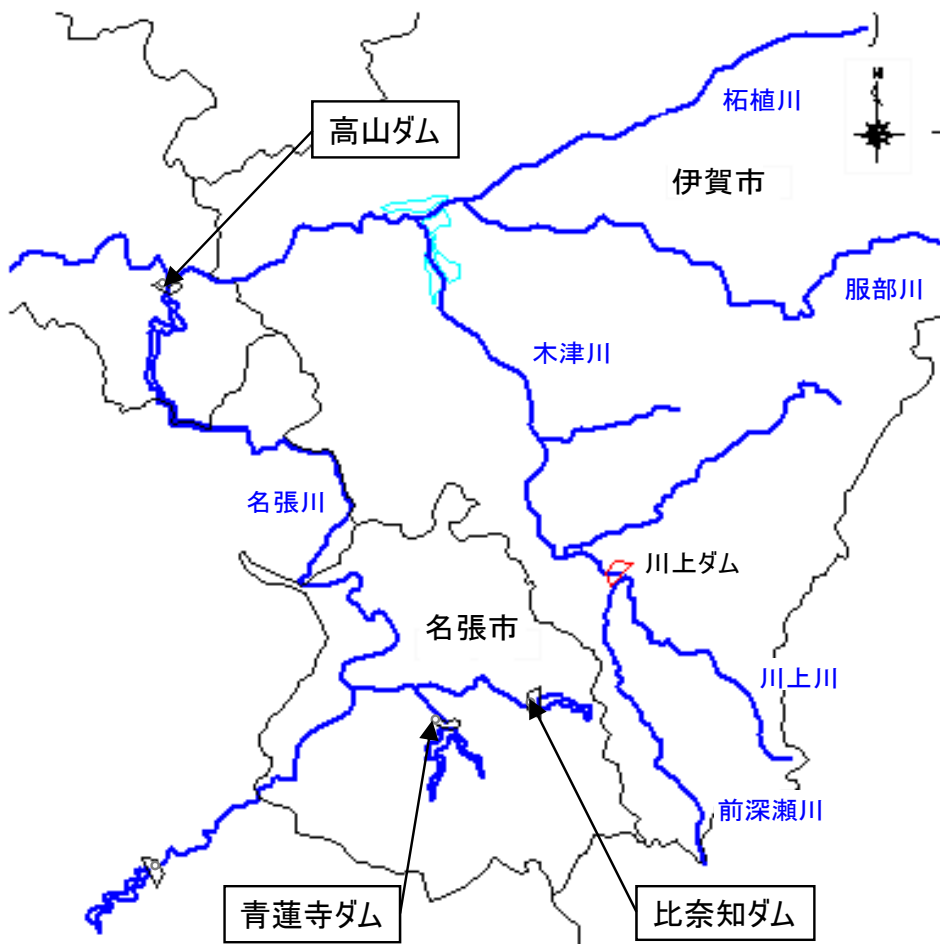 柘植川
高山ダム
N
伊賀市
服部川
木津川
名張川
川上ダム
名張市
川上川
前深瀬川
青蓮寺ダム
比奈知ダム